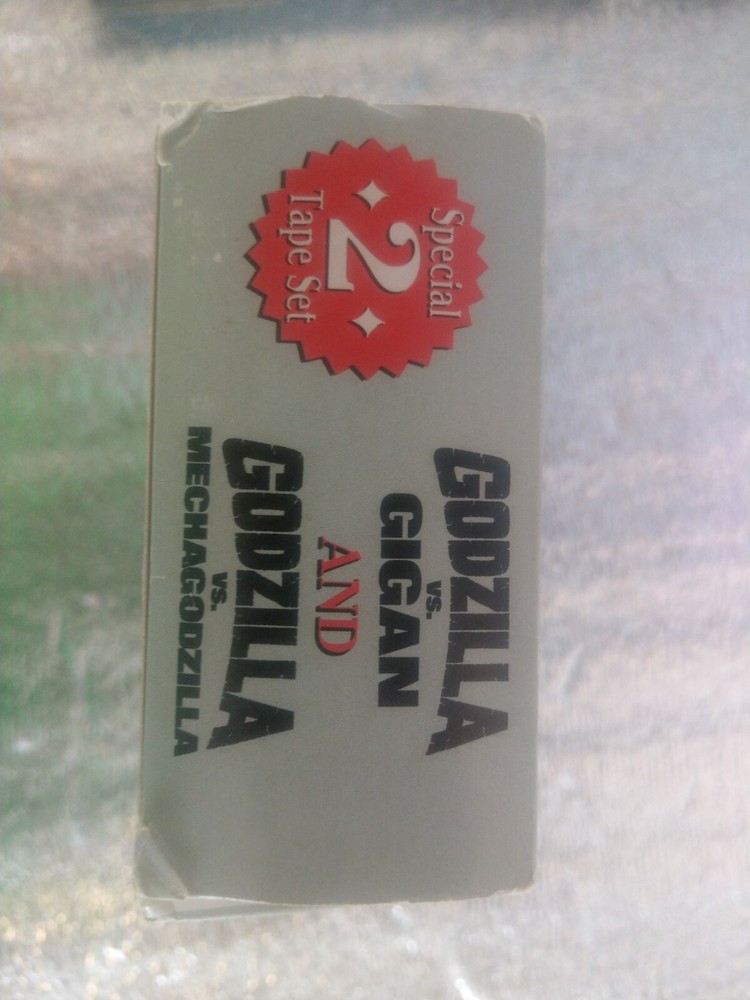 Special
2
Tape Set
GODZILLA
VS.
GIGAN
AND
GODZILLA
VS.
MECHAGODZILLA